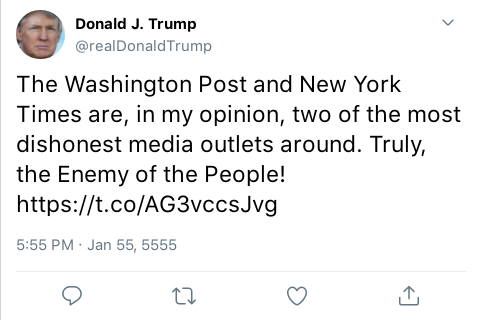 Donald J. Trump
@realDonaldTrump
The Washington Post and New York
Times are, in my opinion, two of the most
dishonest media outlets around. Truly,
the Enemy of the People!
https://t.co/AG3vccsJvg
5:55 PM · Jan 55, 5555